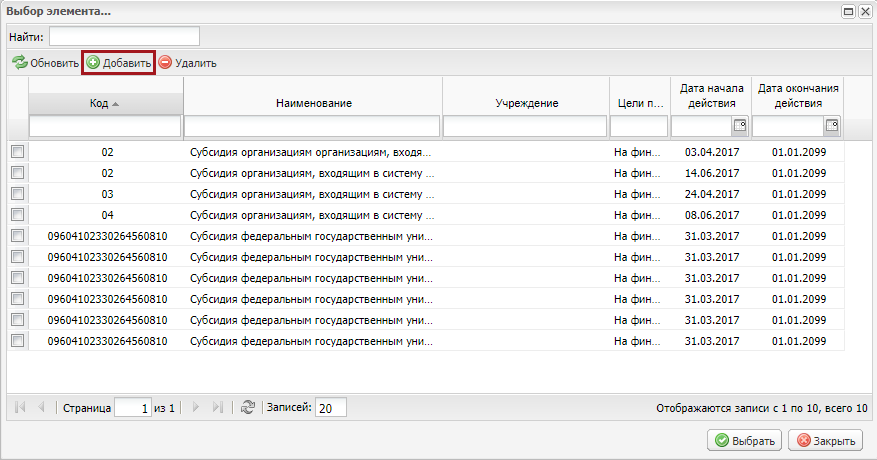 Выбор элемента...
Найти:
Обновить Добавить Удалить
Код Наименование Учреждение Цели п... Дата начала действия Дата окончания действия
02 Субсидия организациям организациям, входя... На фин... 03.04.2017 01.01.2099
02 Субсидия организациям, входящим в систему ... На фин... 14.06.2017 01.01.2099
03 Субсидия организациям, входящим в систему ... На фин... 24.04.2017 01.01.2099
04 Субсидия организациям, входящим в систему ... На фин... 08.06.2017 01.01.2099
09604102330264560810 Субсидия федеральным государственным уни... На фин... 31.03.2017 01.01.2099
09604102330264560810 Субсидия федеральным государственным уни... На фин... 31.03.2017 01.01.2099
09604102330264560810 Субсидия федеральным государственным уни... На фин... 31.03.2017 01.01.2099
09604102330264560810 Субсидия федеральным государственным уни... На фин... 31.03.2017 01.01.2099
09604102330264560810 Субсидия федеральным государственным уни... На фин... 31.03.2017 01.01.2099
09604102330264560810 Субсидия федеральным государственным уни... На фин... 31.03.2017 01.01.2099
Страница 1 из 1 Записей: 20 Отображаются записи с 1 по 10, всего 10
Выбрать Закрыть